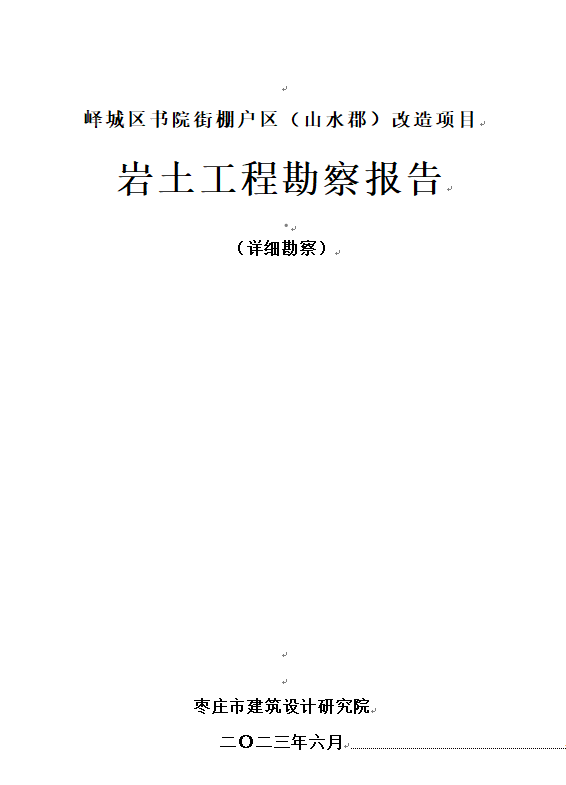 峄城区书院街棚户区（山水郡）改造项目
岩土工程勘察报告
（详细勘察）
枣庄市建筑设计研究院
二〇二三年六月